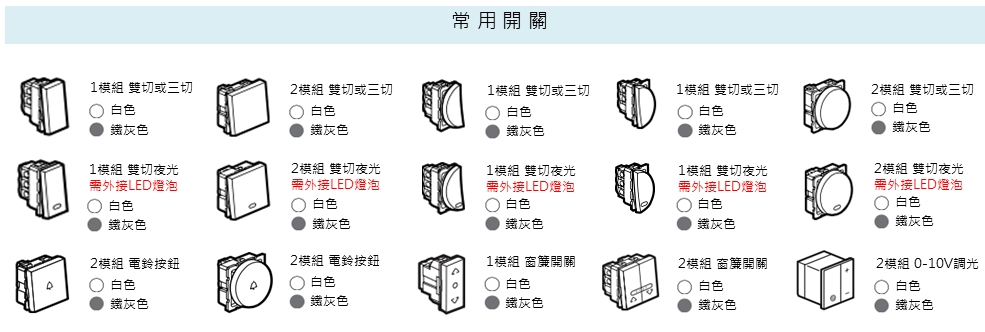 常用開關
1模組 雙切或三切
白色
鐵灰色
2模組 雙切或三切
白色
鐵灰色
1模組 雙切或三切
白色
鐵灰色
1模組 雙切或三切
白色
鐵灰色
2模組 雙切或三切
白色
鐵灰色
1模組 雙切夜光
需外接LED燈泡
白色
鐵灰色
2模組 雙切夜光
需外接LED燈泡
白色
鐵灰色
1模組 雙切夜光
需外接LED燈泡
白色
鐵灰色
1模組 雙切夜光
需外接LED燈泡
白色
鐵灰色
2模組 雙切夜光
需外接LED燈泡
白色
鐵灰色
2模組 電鈴按鈕
白色
鐵灰色
2模組 電鈴按鈕
白色
鐵灰色
1模組 窗簾開關
白色
鐵灰色
2模組 窗簾開關
白色
鐵灰色
2模組 0-10V調光
白色
鐵灰色